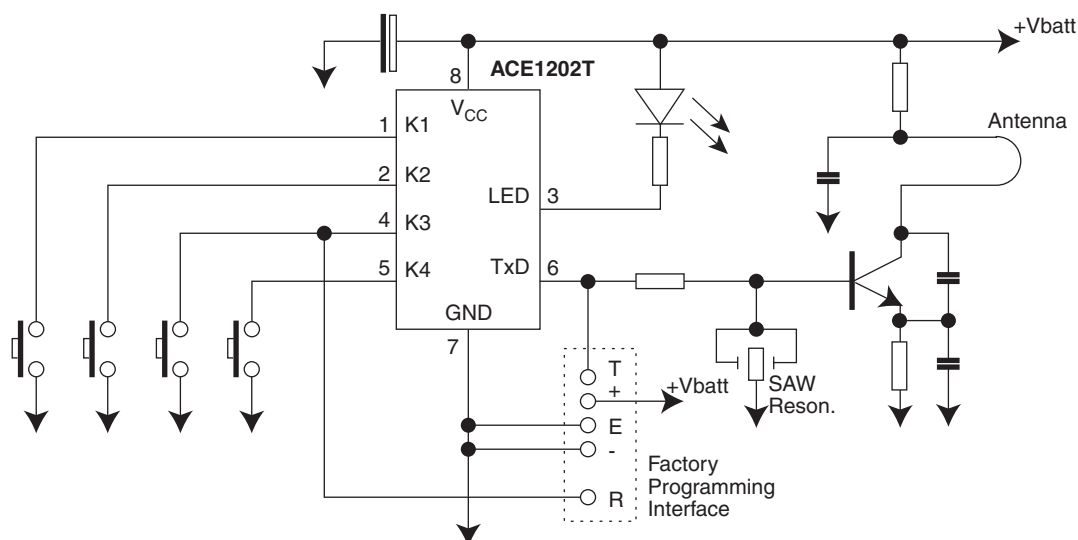 +Vbatt
ACE1202T
8
VCC
Antenna
1 K1
2 K2
LED 3
4 K3
5 K4
TxD 6
GND
7
T
+
+Vbatt
SAW
Reson.
E
-
Factory
Programming
Interface
R